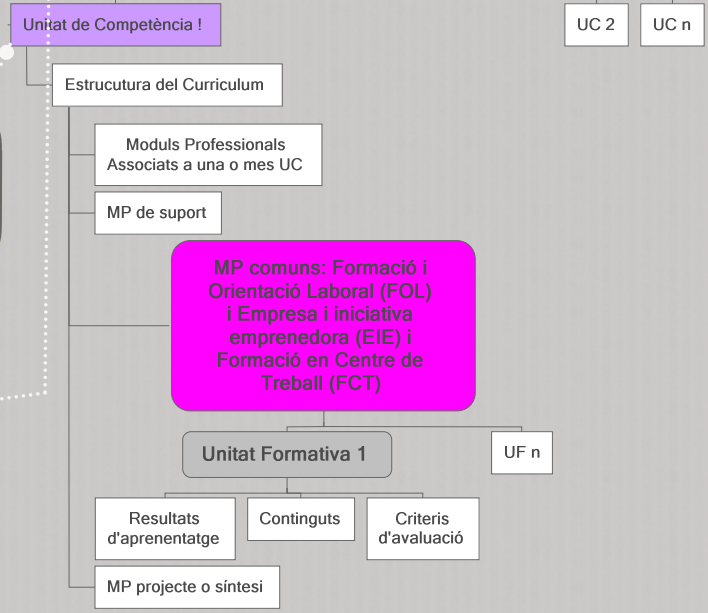 Unitat de Competència !
UC 2
UC n
Estrucutura del Curriculum
Moduls Professionals
Associats a una o mes UC
MP de suport
MP comuns: Formació i
Orientació Laboral (FOL)
i Empresa i iniciativa
emprenedora (EIE) i
Formació en Centre de
Treball (FCT)
Unitat Formativa 1
UF n
Resultats
d'aprenentatge
Continguts
Criteris
d'avaluació
MP projecte o síntesi